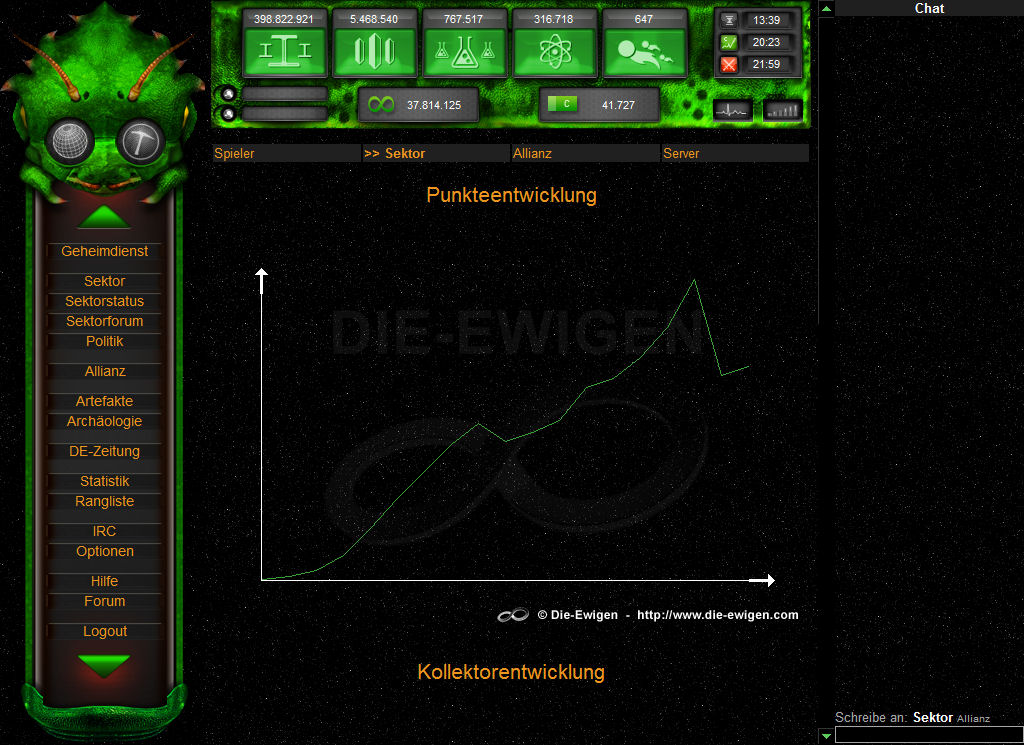 398.822.921
5.468.540
767.517
316.718
647
13:39
20:23
21:59
37.814.125
C
41.727
Spieler
>> Sektor
Allianz
Server
Geheimdienst
Sektor
Sektorstatus
Sektorforum
Politik
Allianz
Artefakte
Archäologie
DE-Zeitung
Statistik
Rangliste
IRC
Optionen
Hilfe
Forum
Logout
Punkteentwicklung
DIE-EWIGEN
© Die-Ewigen - http://www.die-ewigen.com
Kollektorentwicklung
Chat
Schreibe an: Sektor Allianz